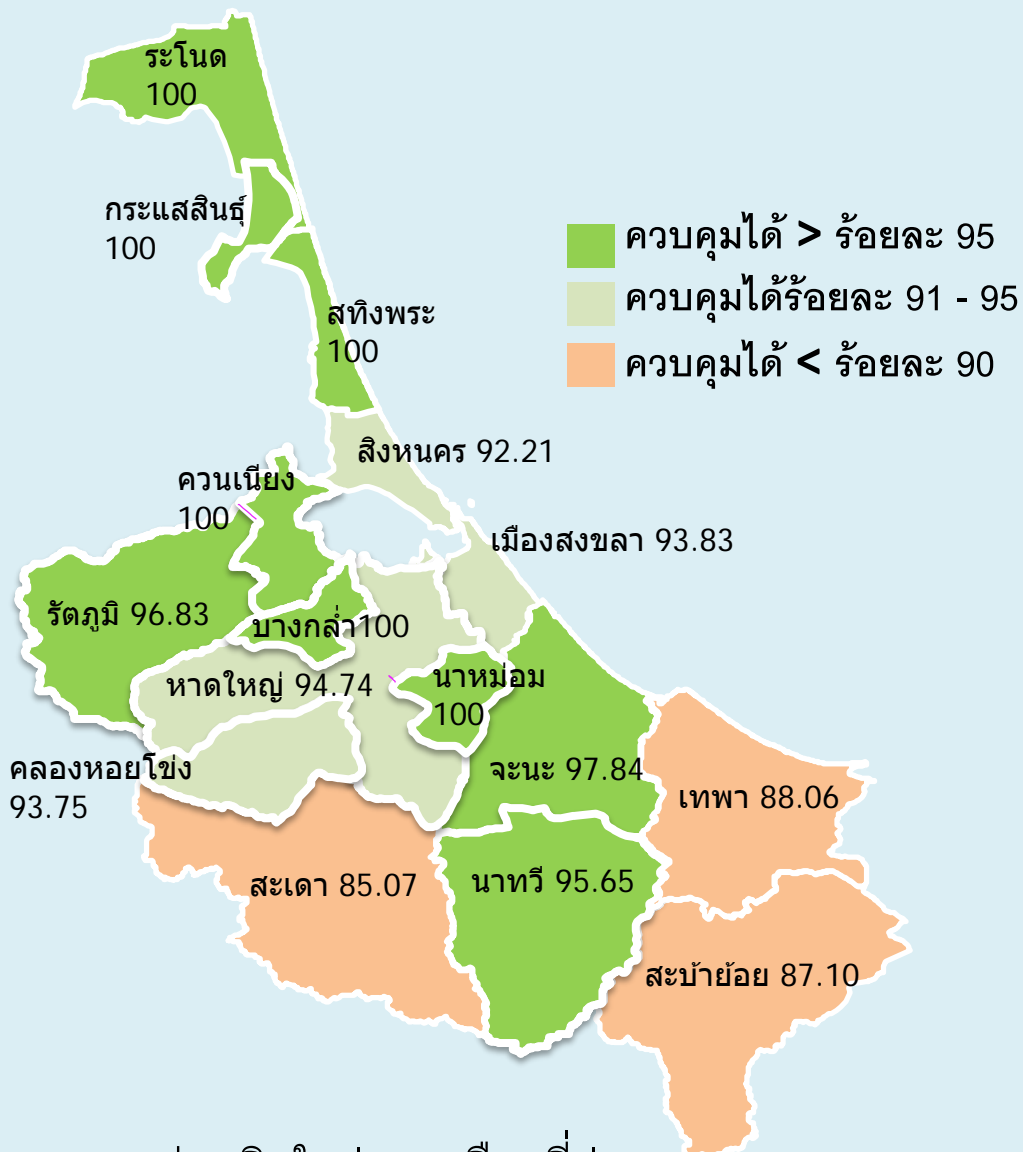 ระโนด
100
กระแสสินธุ์
100
ควบคุมได้ > ร้อยละ 95
ควบคุมได้ร้อยละ 91 - 95
ควบคุมได้ < ร้อยละ 90
สทิงพระ
100
สิงหนคร 92.21
ควนเนียง
100
เมืองสงขลา 93.83
รัตภูมิ 96.83
บางกล่ำ100
หาดใหญ่ 94.74
นาหม่อม
100
คลองหอยโข่ง
93.75
จะนะ 97.84
เทพา 88.06
สะเดา 85.07
นาทวี 95.65
สะบ้าย้อย 87.10